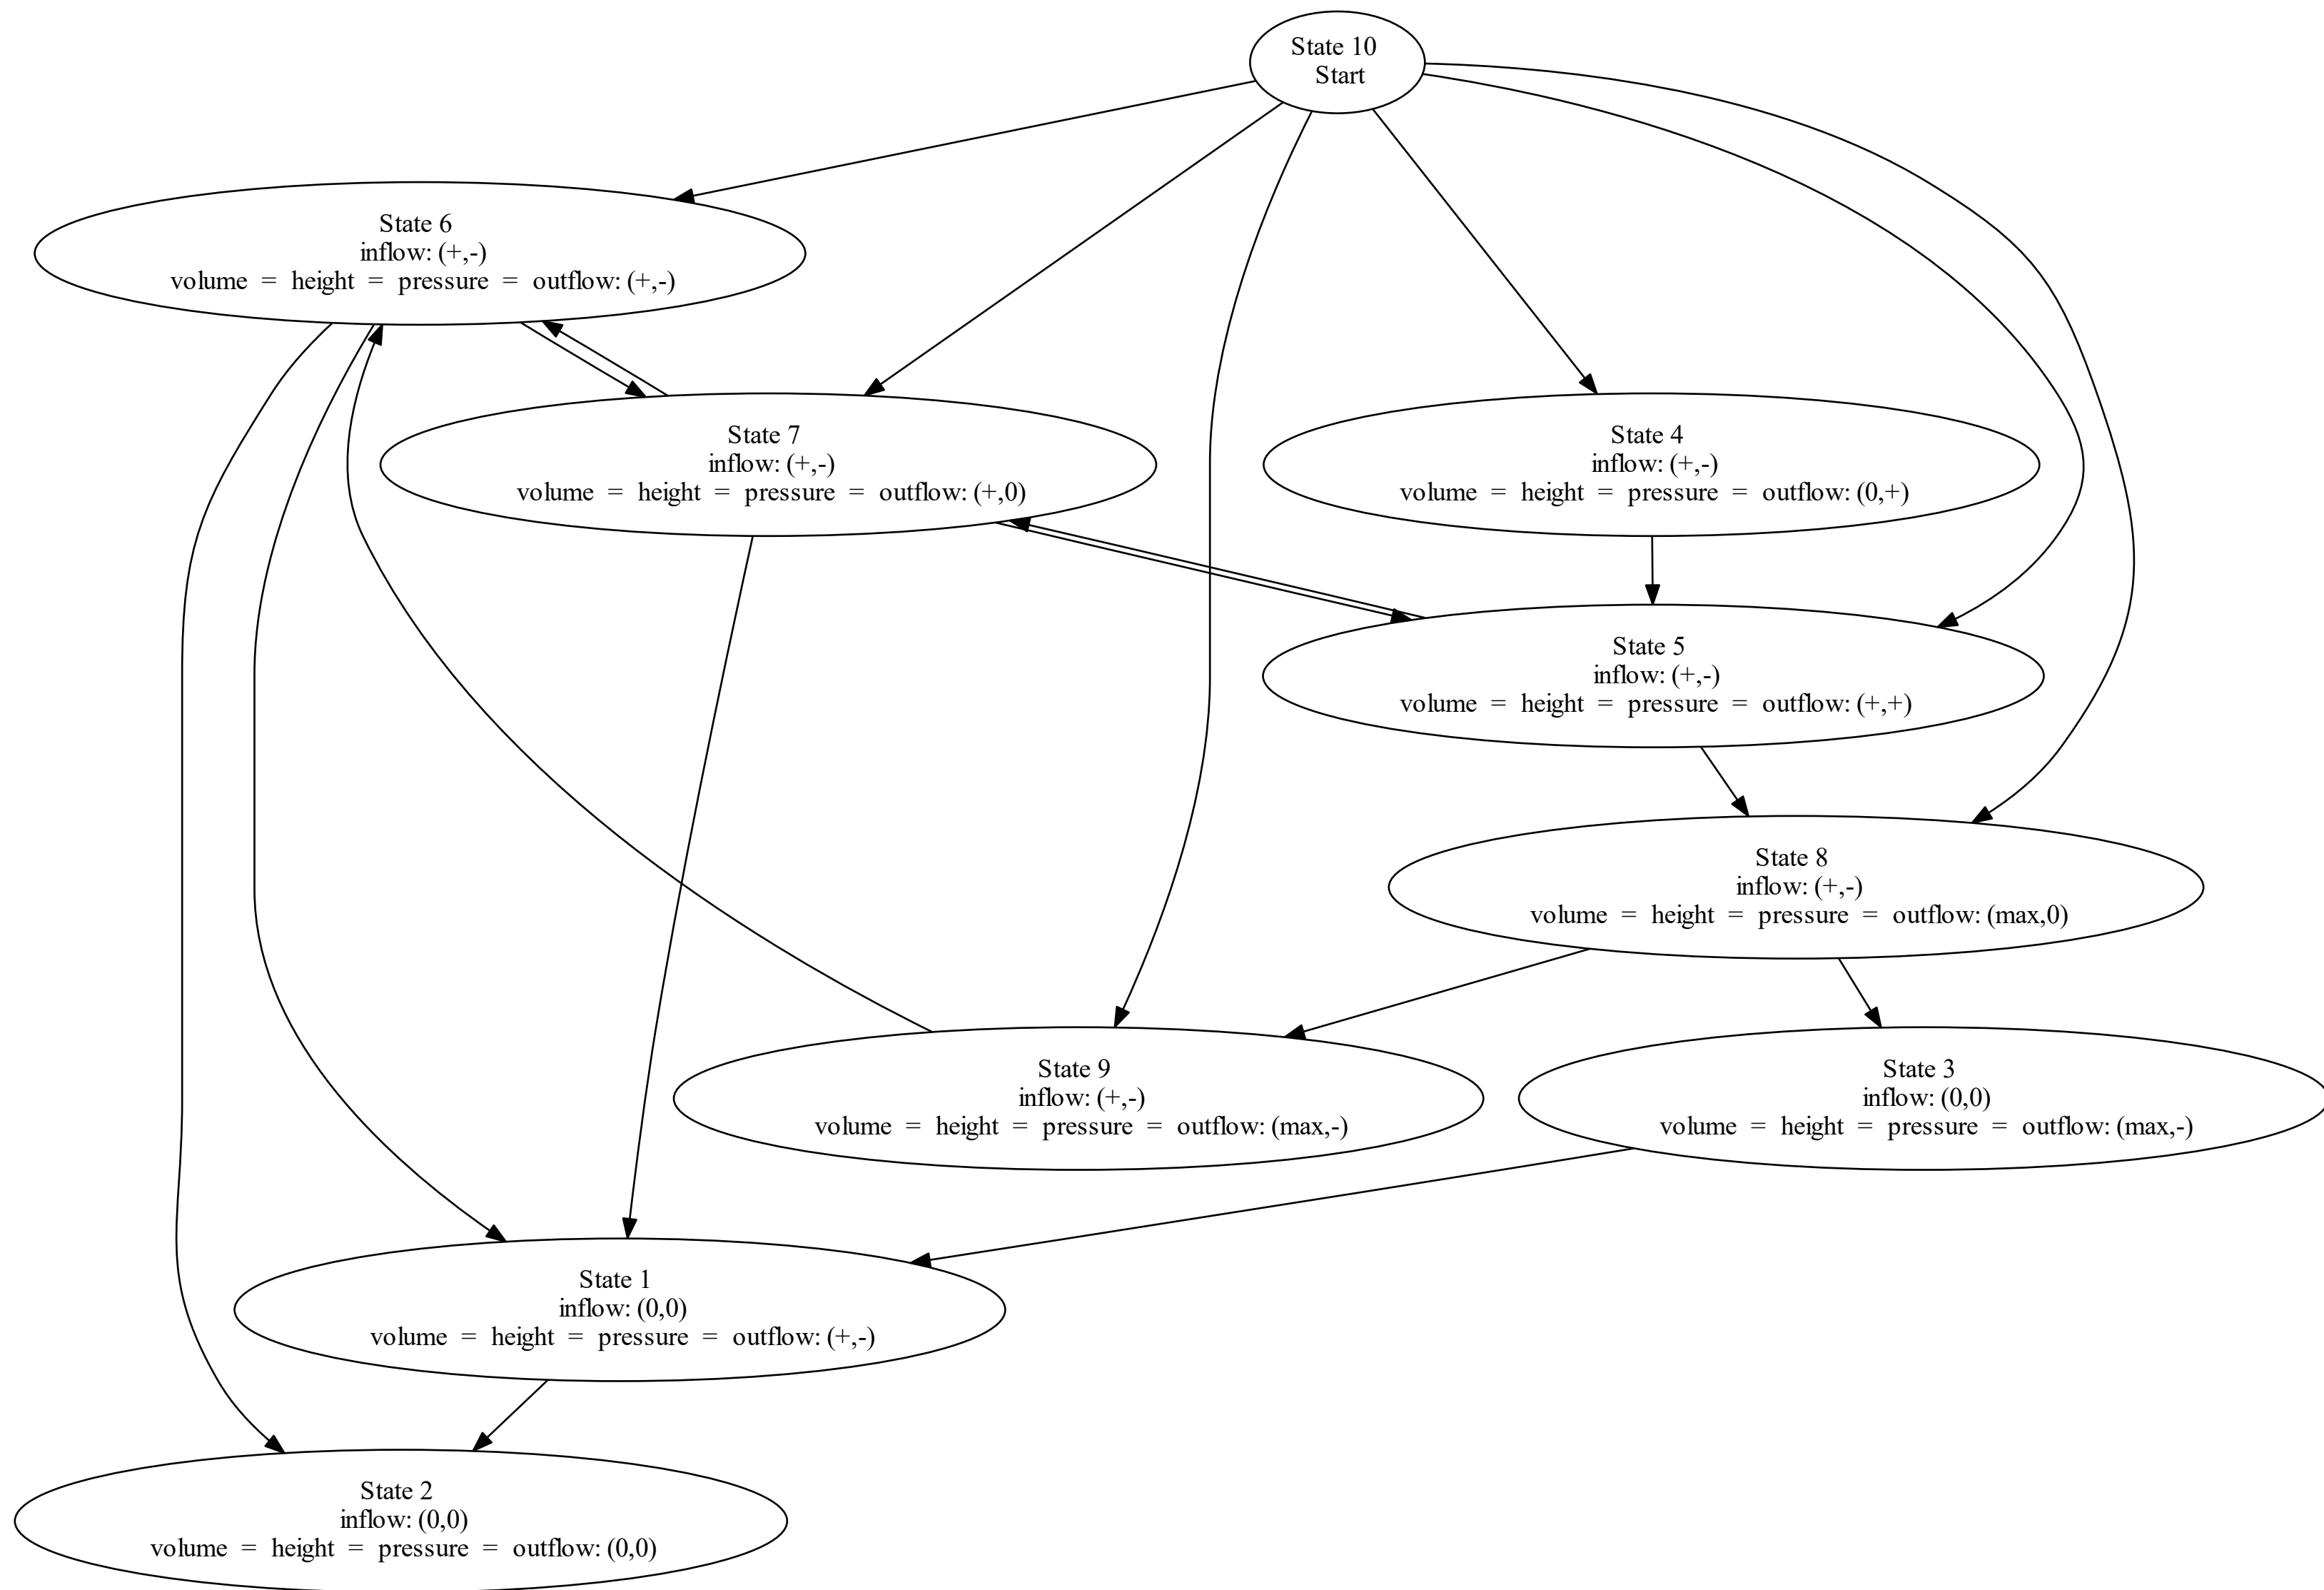 State 10
Start
State 6
inflow: (+,-)
volume = height = pressure = outflow: (+,-)
State 7
inflow: (+,-)
volume = height = pressure = outflow: (+,0)
State 4
inflow: (+,-)
volume = height = pressure = outflow: (0,+)
State 5
inflow: (+,-)
volume = height = pressure = outflow: (+,+)
State 8
inflow: (+,-)
volume = height = pressure = outflow: (max,0)
State 9
inflow: (+,-)
volume = height = pressure = outflow: (max,-)
State 3
inflow: (0,0)
volume = height = pressure = outflow: (max,-)
State 1
inflow: (0,0)
volume = height = pressure = outflow: (+,-)
State 2
inflow: (0,0)
volume = height = pressure = outflow: (0,0)